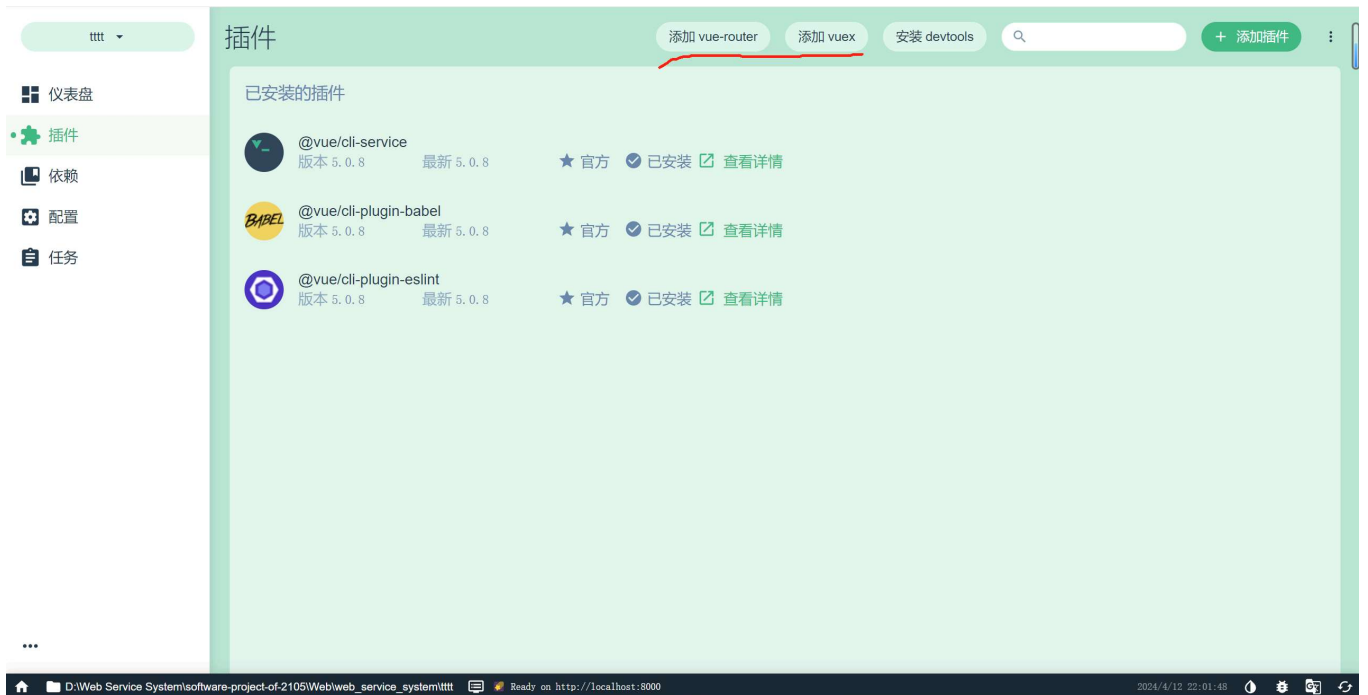 tttt
插件
添加 vue-router
添加 vuex
安装 devtools
添加插件
仪表盘
插件
依赖
配置
任务
已安装的插件
@vue/cli-service
版本 5.0.8 最新 5.0.8 官方 已安装 查看详情
BABEL
@vue/cli-plugin-babel
版本 5.0.8 最新 5.0.8 官方 已安装 查看详情
@vue/cli-plugin-eslint
版本 5.0.8 最新 5.0.8 官方 已安装 查看详情
D:\Web Service System\software-project-of-2105\Web\web_service_system\tttt
Ready on http://localhost:8000
2024/4/12 22:01:48